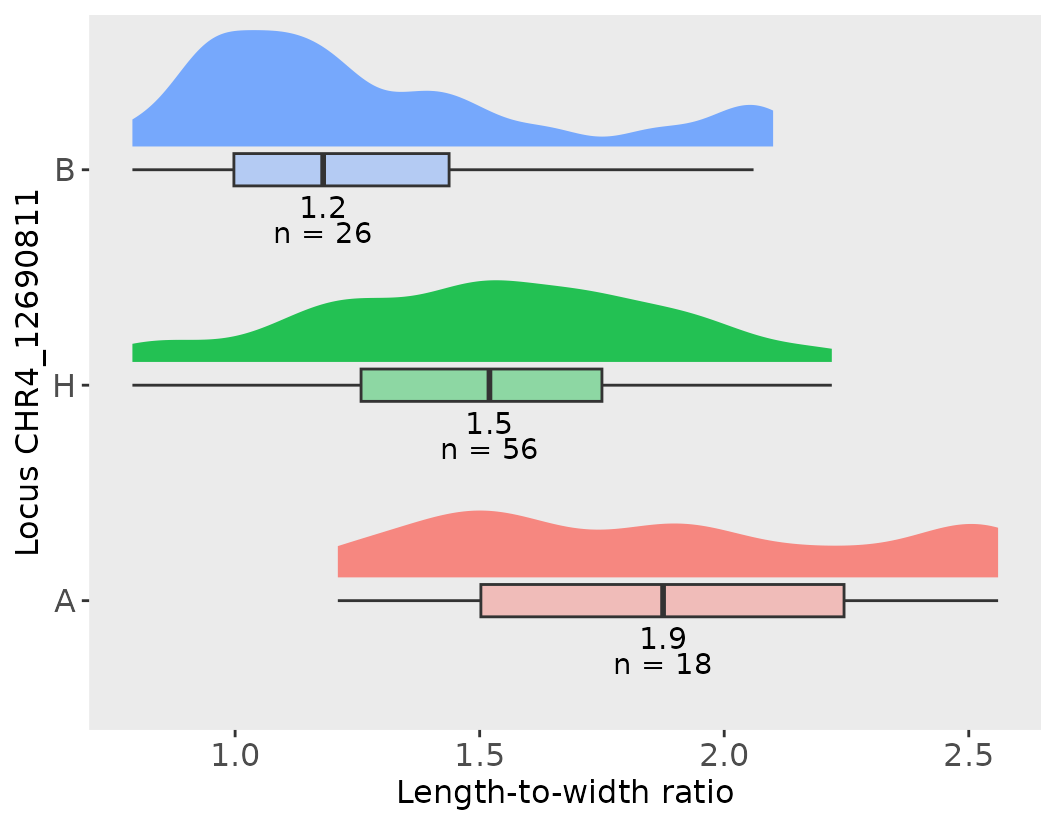 Locus CHR4_12690811
B
1.2
n = 26
H
1.5
n = 56
A
1.9
n = 18
1.0 1.5 2.0 2.5
Length-to-width ratio